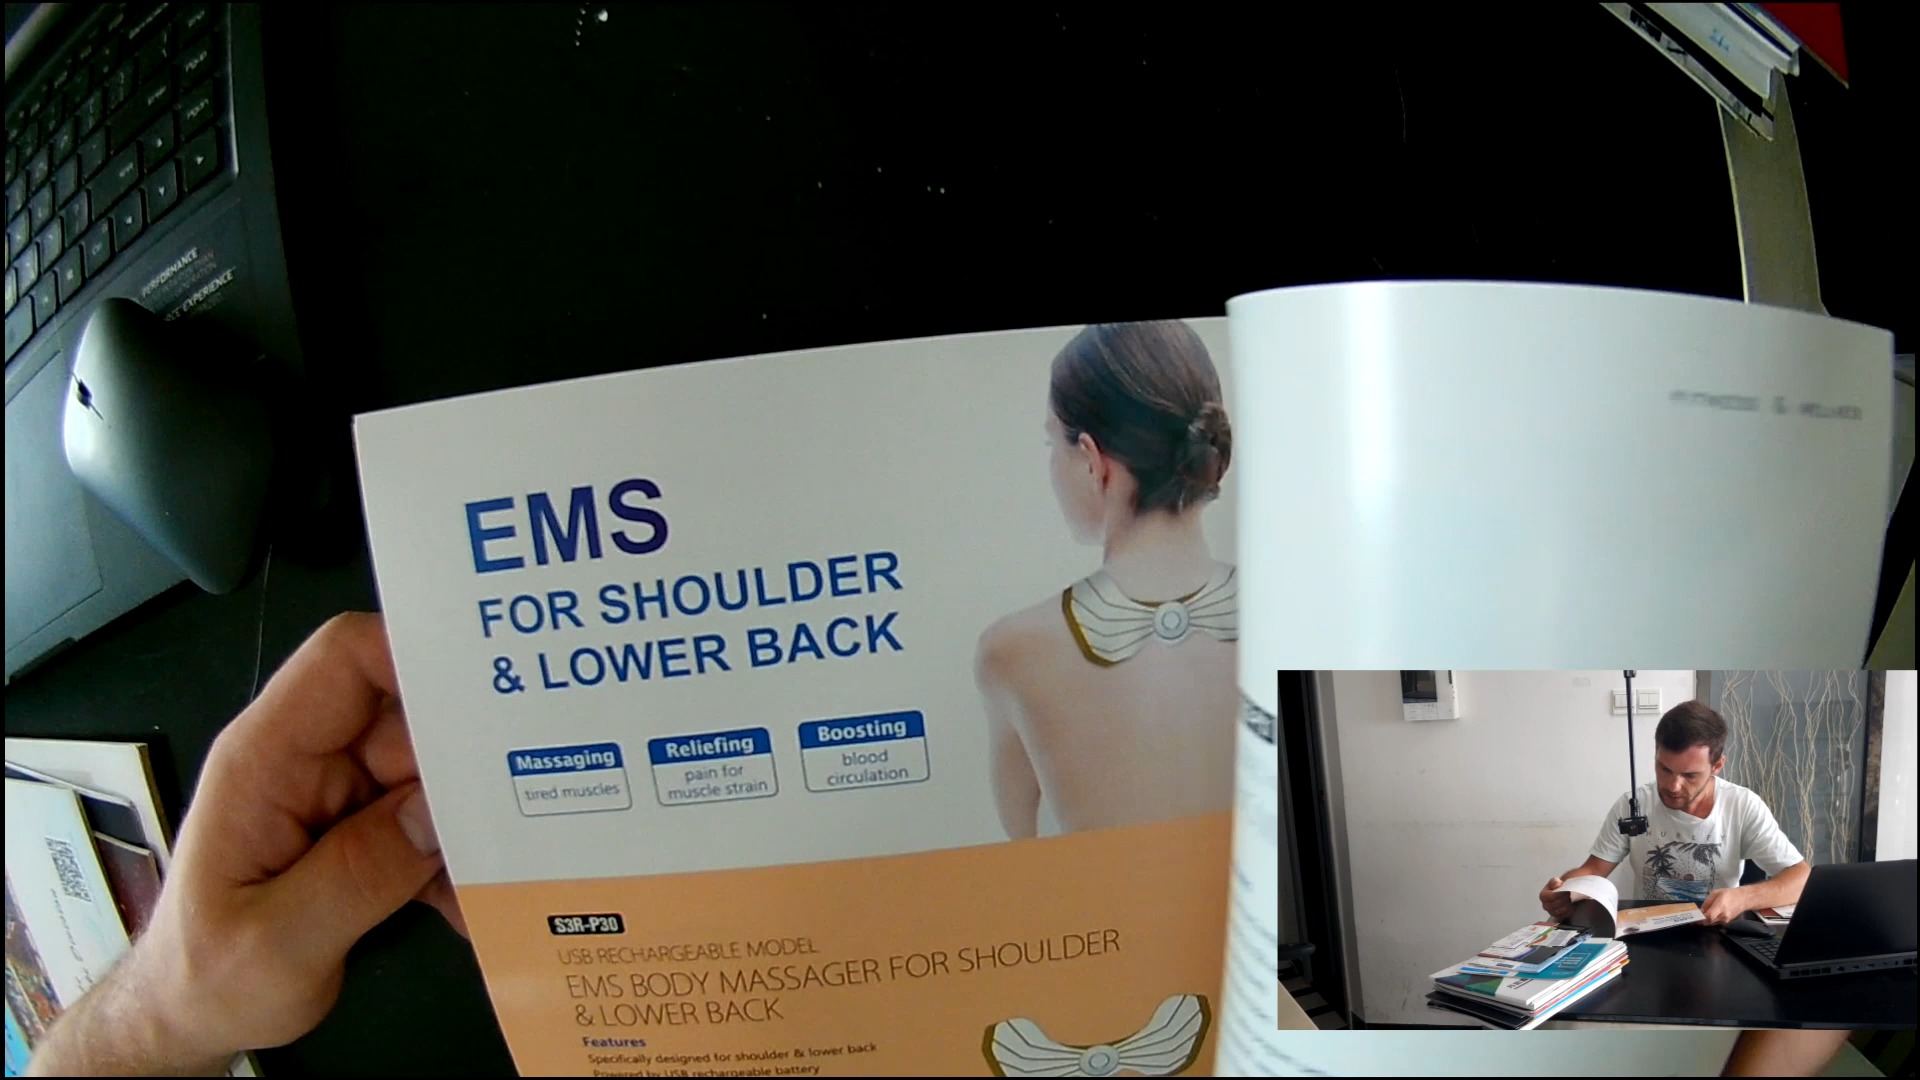 PERFORMANCE
EXPERIENCE
EMS
FOR SHOULDER
& LOWER BACK
Massaging
tired muscles
Reliefing
pain for
muscle strain
Boosting
blood
circulation
S3R-P30
USB RECHARGEABLE MODEL
EMS BODY MASSAGER FOR SHOULDER
& LOWER BACK
Features
Specifically designed for shoulder & lower back
Powered by USB rechargeable battery